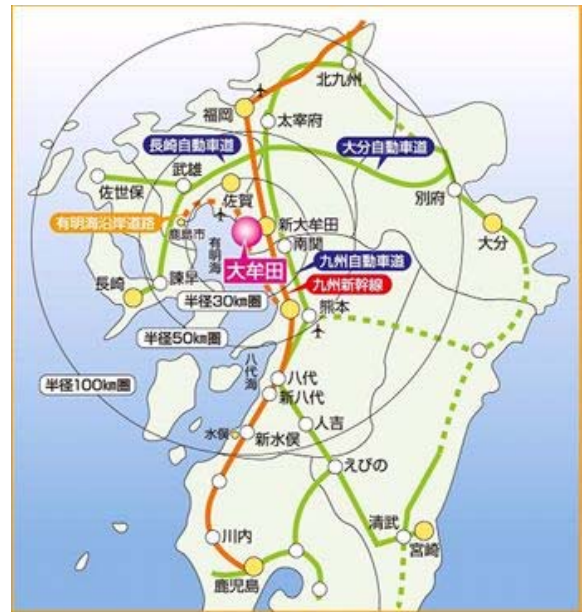 北九州
福岡
太宰府
長崎自動車道
大分自動車道
武雄
佐世保
佐賀
別府
有明海沿岸道路
鹿島市
新大牟田
大分
有明海
南関
大牟田
九州自動車道
諫早
九州新幹線
長崎
半径30km圏
熊本
半径50km圏
八代海
半径100km圏
八代
新八代
人吉
水俣
新水俣
えびの
清武
宮崎
川内
鹿児島